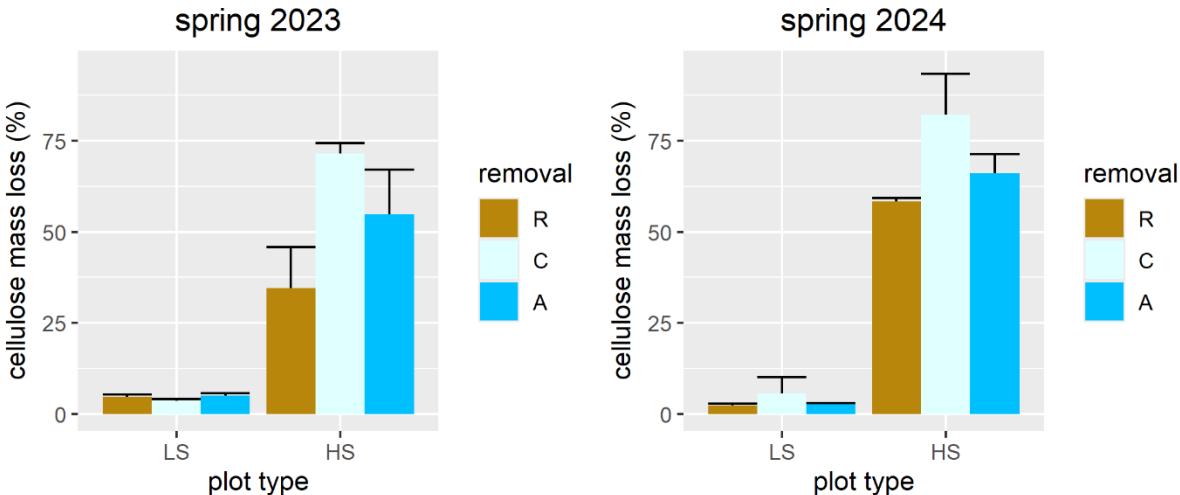 spring 2023
cellulose mass loss (%)
75
50
25
0
LS
HS
plot type
removal
R
C
A
spring 2024
cellulose mass loss (%)
75
50
25
0
LS
HS
plot type
removal
R
C
A